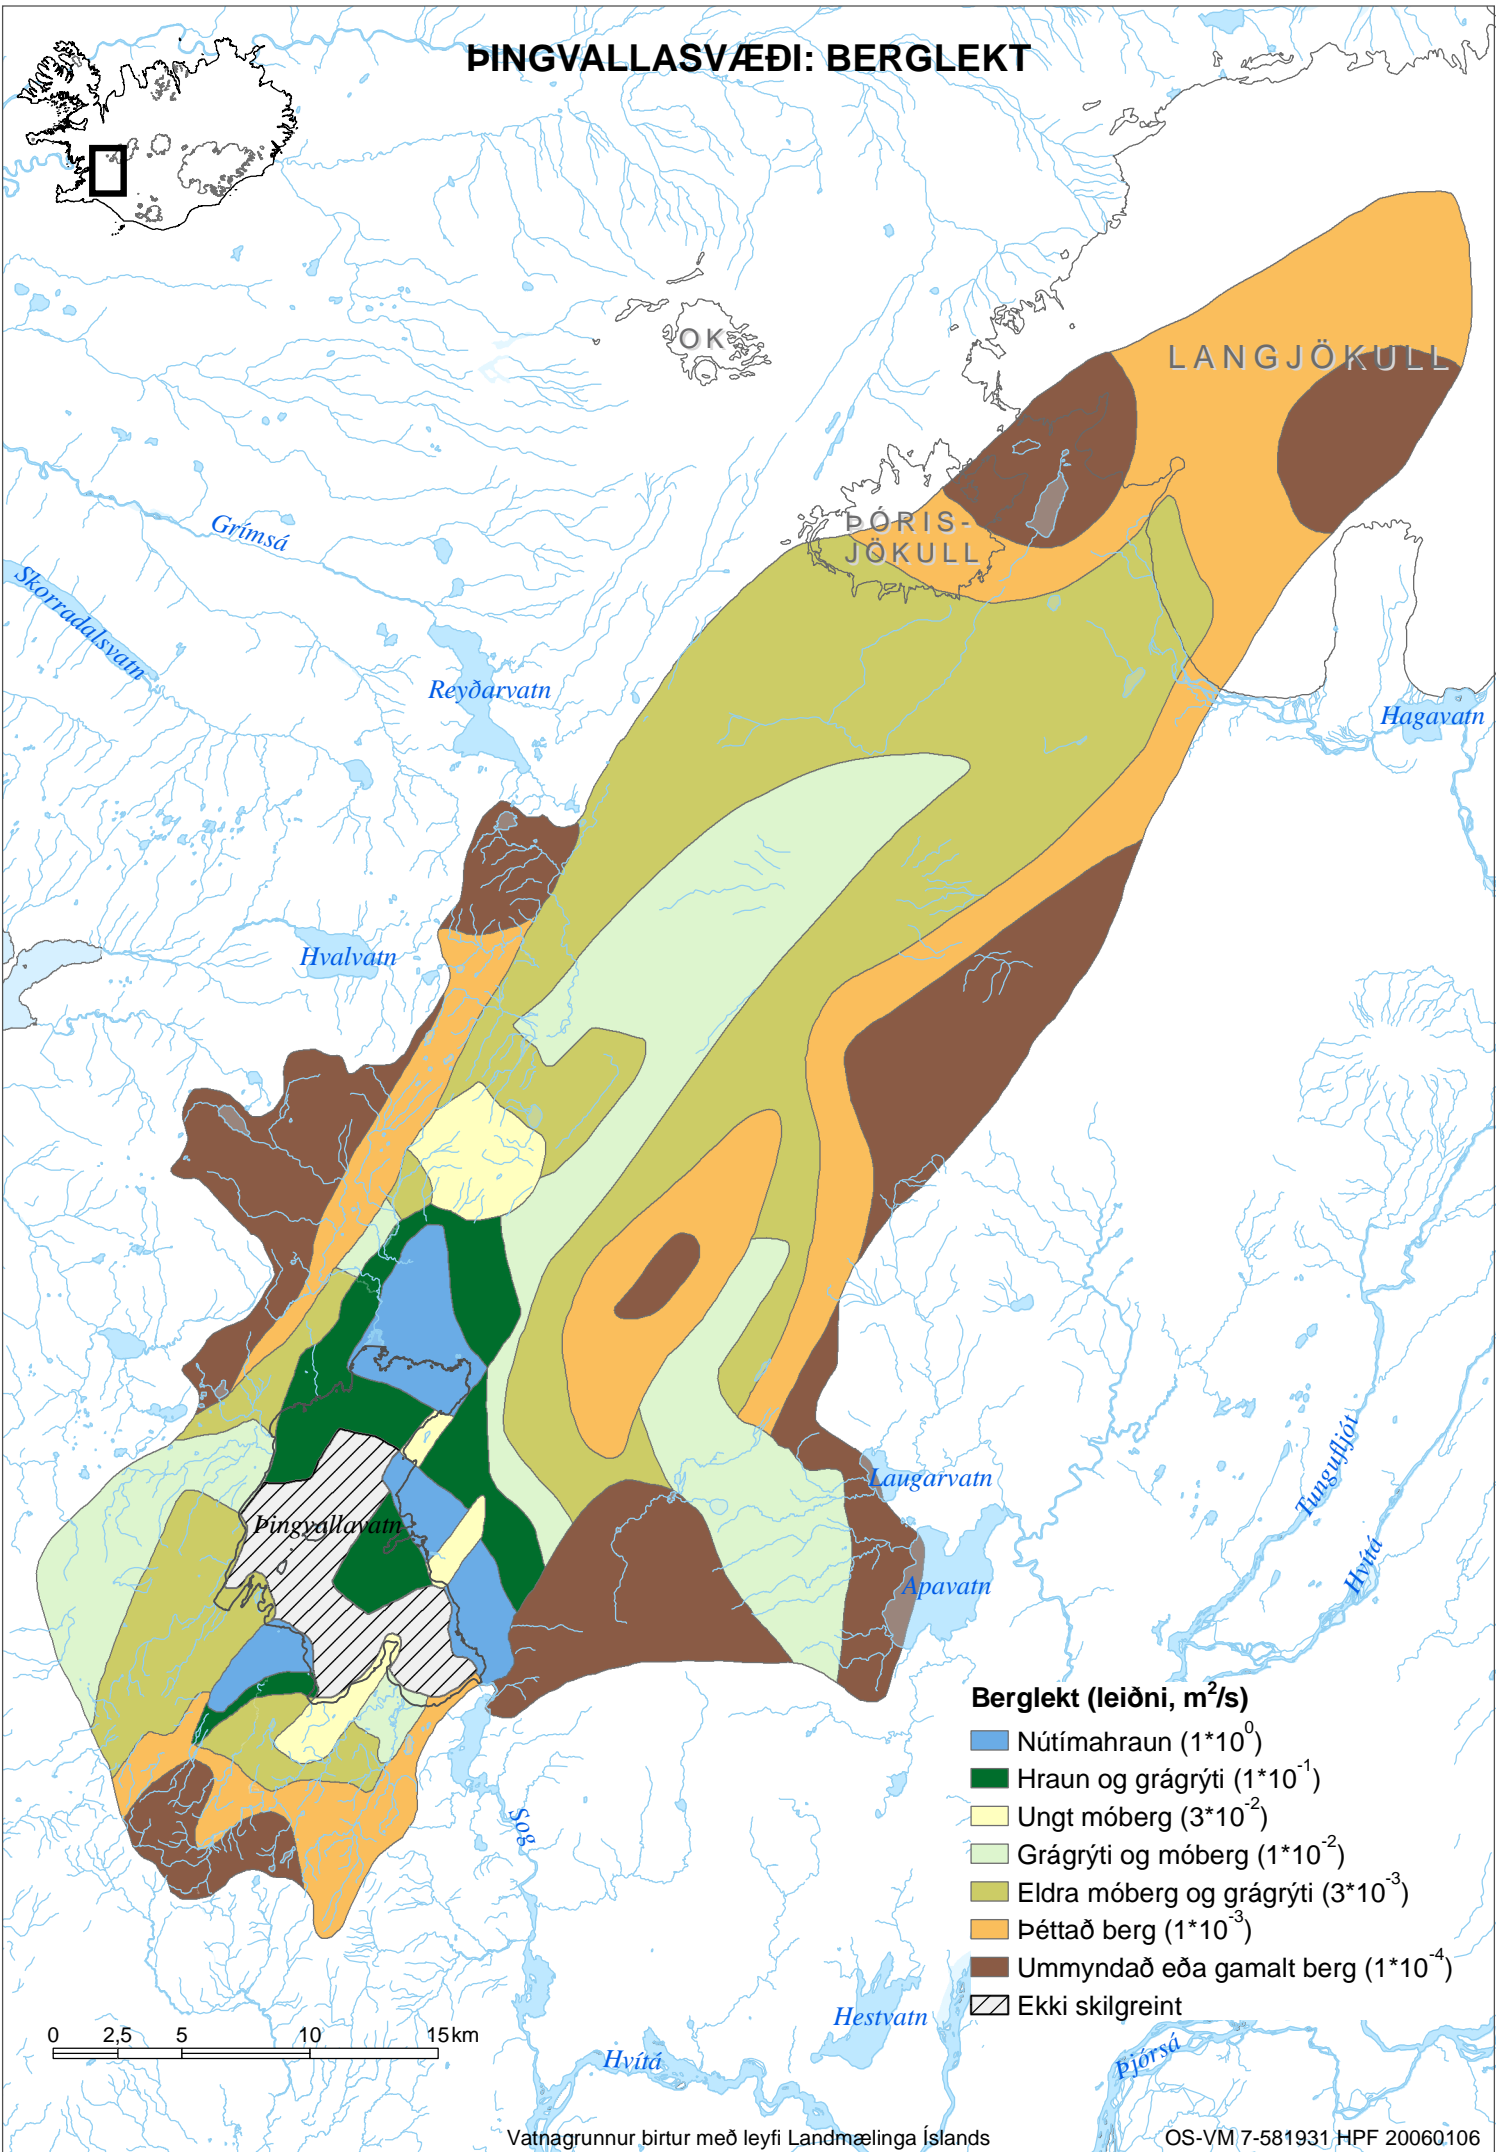 ÞINGVALLASVÆÐI: BERGLEKT
OK
LANGJÖKULL
ÞÓRIS-
JÖKULL
Grímsá
Skorradalsvatn
Reyðarvatn
Hagavatn
Hvalvatn
Laugarvatn
Þingvallavatn
Apavatn
Tungufljót
Hvítá
Sog
Hestvatn
Hvítá
Þjórsá
Berglekt (leiðni, m²/s)
Nútímahraun (1*10⁰)
Hraun og grágrýti (1*10⁻¹)
Ungt móberg (3*10⁻²)
Grágrýti og móberg (1*10⁻²)
Eldra móberg og grágrýti (3*10⁻³)
Þéttað berg (1*10⁻³)
Ummyndað eða gamalt berg (1*10⁻⁴)
Ekki skilgreint
0 2,5 5 10 15 km
Vatnagrunnur birtur með leyfi Landmælinga Íslands
OS-VM 7-581931 HPF 20060106